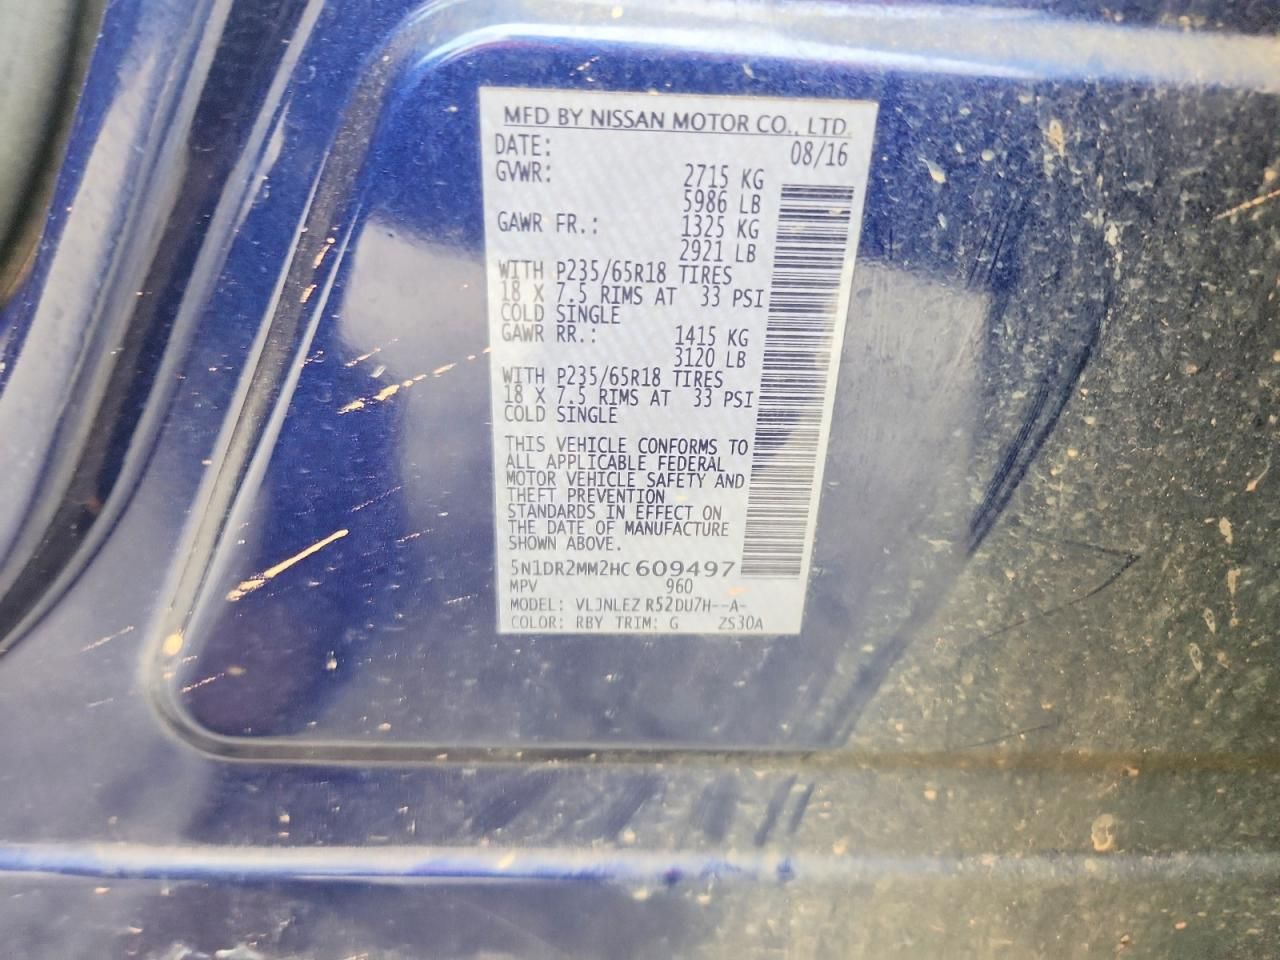 MFD BY NISSAN MOTOR CO., LTD.
DATE: 08/16
GVWR: 2715 KG
5986 LB
GAWR FR.: 1325 KG
2921 LB
WITH P235/65R18 TIRES
18 X 7.5 RIMS AT 33 PSI
COLD SINGLE
GAWR RR.: 1415 KG
3120 LB
WITH P235/65R18 TIRES
18 X 7.5 RIMS AT 33 PSI
COLD SINGLE
THIS VEHICLE CONFORMS TO
ALL APPLICABLE FEDERAL
MOTOR VEHICLE SAFETY AND
THEFT PREVENTION
STANDARDS IN EFFECT ON
THE DATE OF MANUFACTURE
SHOWN ABOVE.
5N1DR2MM2HC609497
MPV 960
MODEL: VLJNLEZ R52DU7H--A-
COLOR: RBY TRIM: G ZS30A